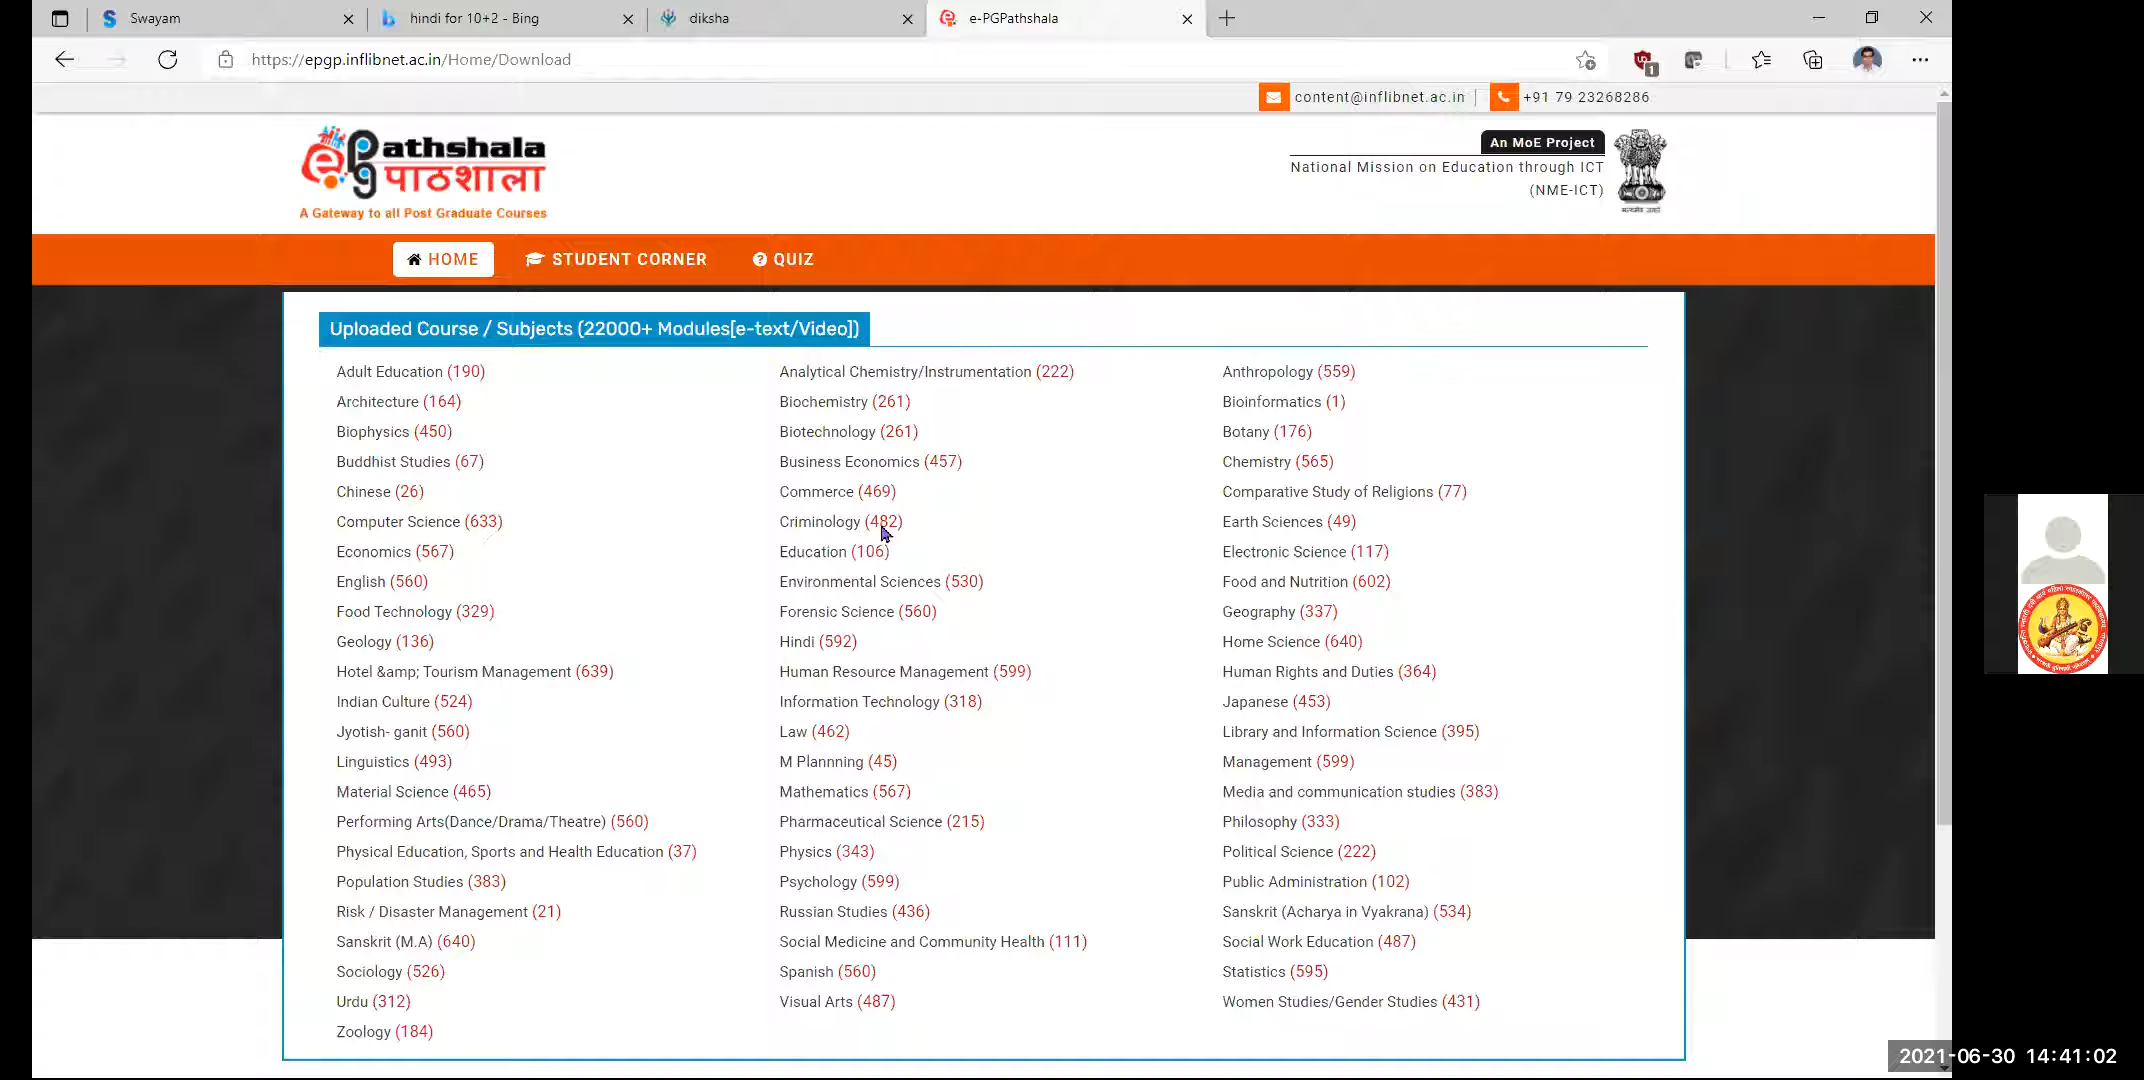 Swayam
hindi for 10+2 - Bing
diksha
e-PGPathshala
https://epgp.inflibnet.ac.in/Home/Download
1
content@inflibnet.ac.in | +91 79 23268286
e Pg Pathshala
पाठशाला
A Gateway to all Post Graduate Courses
An MoE Project
National Mission on Education through ICT
(NME-ICT)
सत्यमेव जयते
HOME STUDENT CORNER QUIZ
Uploaded Course / Subjects (22000+ Modules[e-text/Video])
Adult Education (190) Analytical Chemistry/Instrumentation (222) Anthropology (559)
Architecture (164) Biochemistry (261) Bioinformatics (1)
Biophysics (450) Biotechnology (261) Botany (176)
Buddhist Studies (67) Business Economics (457) Chemistry (565)
Chinese (26) Commerce (469) Comparative Study of Religions (77)
Computer Science (633) Criminology (482) Earth Sciences (49)
Economics (567) Education (106) Electronic Science (117)
English (560) Environmental Sciences (530) Food and Nutrition (602)
Food Technology (329) Forensic Science (560) Geography (337)
Geology (136) Hindi (592) Home Science (640)
Hotel &amp; Tourism Management (639) Human Resource Management (599) Human Rights and Duties (364)
Indian Culture (524) Information Technology (318) Japanese (453)
Jyotish- ganit (560) Law (462) Library and Information Science (395)
Linguistics (493) M Plannning (45) Management (599)
Material Science (465) Mathematics (567) Media and communication studies (383)
Performing Arts(Dance/Drama/Theatre) (560) Pharmaceutical Science (215) Philosophy (333)
Physical Education, Sports and Health Education (37) Physics (343) Political Science (222)
Population Studies (383) Psychology (599) Public Administration (102)
Risk / Disaster Management (21) Russian Studies (436) Sanskrit (Acharya in Vyakrana) (534)
Sanskrit (M.A) (640) Social Medicine and Community Health (111) Social Work Education (487)
Sociology (526) Spanish (560) Statistics (595)
Urdu (312) Visual Arts (487) Women Studies/Gender Studies (431)
Zoology (184)
2021-06-30 14:41:02